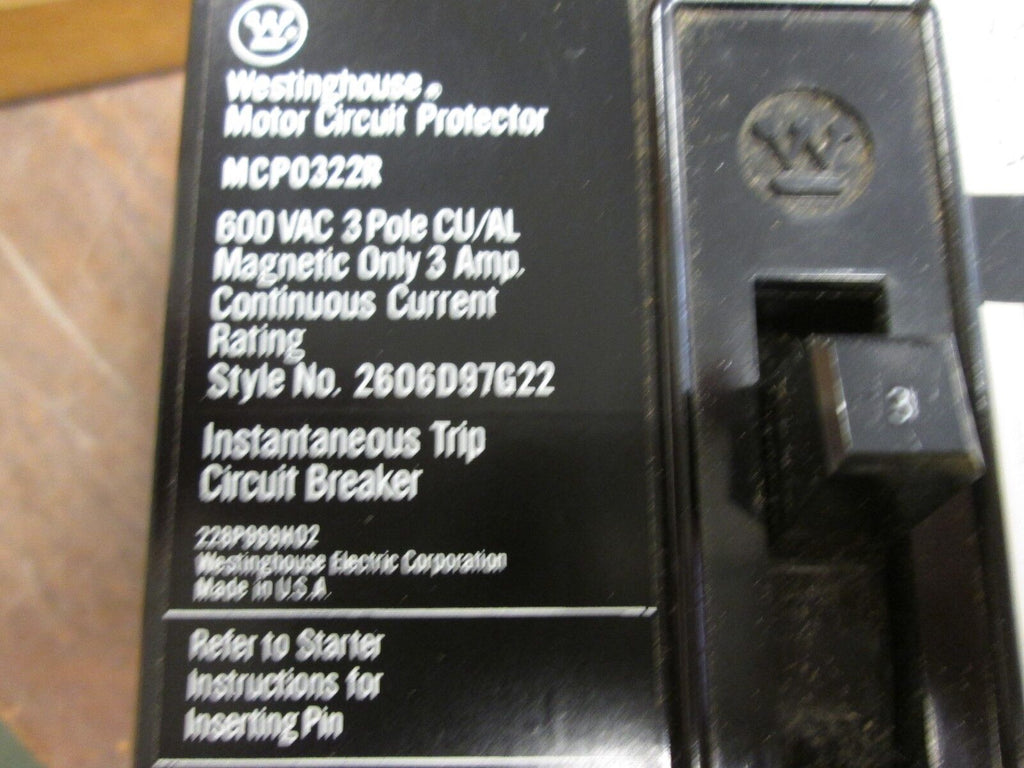 W
Westinghouse®
Motor Circuit Protector
MCP0322R
600 VAC 3 Pole CU/AL
Magnetic Only 3 Amp.
Continuous Current
Rating
Style No. 2606D97G22
Instantaneous Trip
Circuit Breaker
Westinghouse Electric Corporation
Made in U.S.A.
Refer to Starter
Instructions for
Inserting Pin
W
3